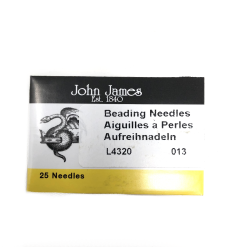 John James
Est. 1840
Beading Needles
Aiguilles à Perles
Aufreihnadeln
L4320 013
25 Needles